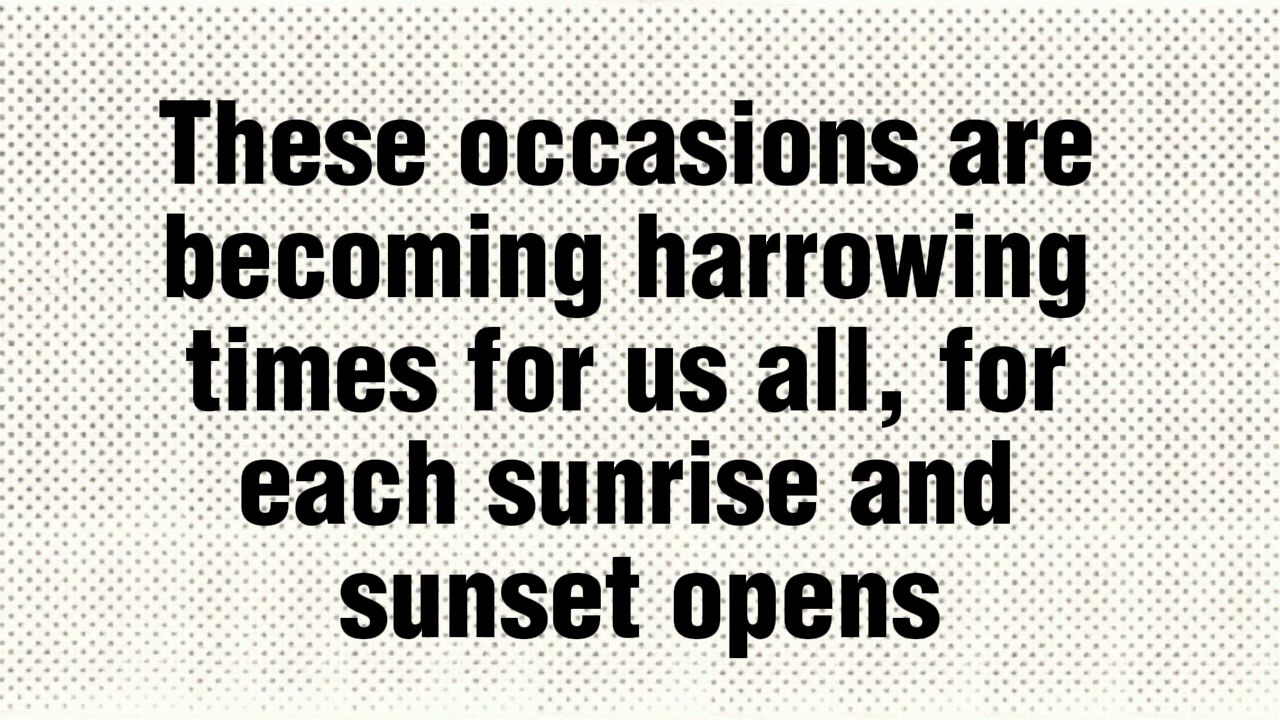 These occasions are
becoming harrowing
times for us all, for
each sunrise and
sunset opens